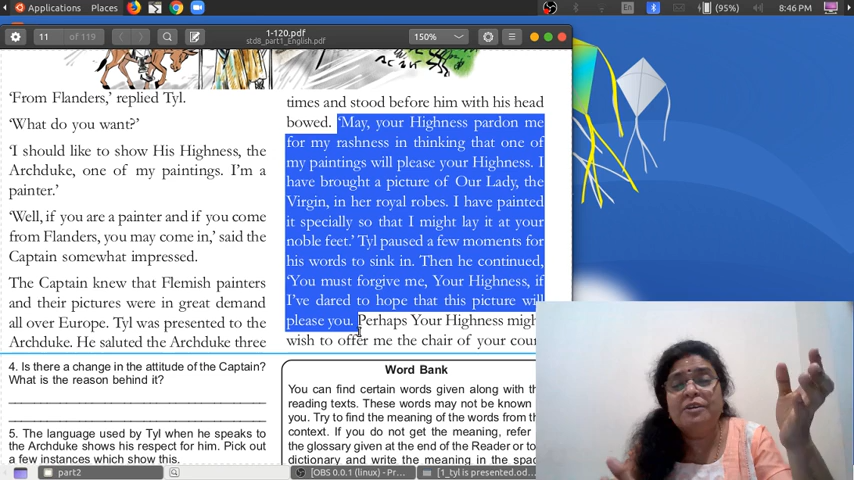 Applications
Places
En
(95%)
8:46 PM
11
of 119
1-120.pdf
std8_part1_English.pdf
150%
‘From Flanders,’ replied Tyl.
‘What do you want?’
‘I should like to show His Highness, the
Archduke, one of my paintings. I’m a
painter.’
‘Well, if you are a painter and if you come
from Flanders, you may come in,’ said the
Captain somewhat impressed.
The Captain knew that Flemish painters
and their pictures were in great demand
all over Europe. Tyl was presented to the
Archduke. He saluted the Archduke three
times and stood before him with his head
bowed. ‘May, your Highness pardon me
for my rashness in thinking that one of
my paintings will please your Highness. I
have brought a picture of Our Lady, the
Virgin, in her royal robes. I have painted
it specially so that I might lay it at your
noble feet.’ Tyl paused a few moments for
his words to sink in. Then he continued,
‘You must forgive me, Your Highness, if
I’ve dared to hope that this picture will
please you. Perhaps Your Highness migh
wish to offer me the chair of your cour
4. Is there a change in the attitude of the Captain?
What is the reason behind it?
5. The language used by Tyl when he speaks to
the Archduke shows his respect for him. Pick out
a few instances which show this.
Word Bank
You can find certain words given along with th
reading texts. These words may not be known
you. Try to find the meaning of the words from th
context. If you do not get the meaning, refer
the glossary given at the end of the Reader or to
dictionary and write the meaning in the spac
part2
[OBS 0.0.1 (linux) - Pr...
[1_tyl is presented.od...